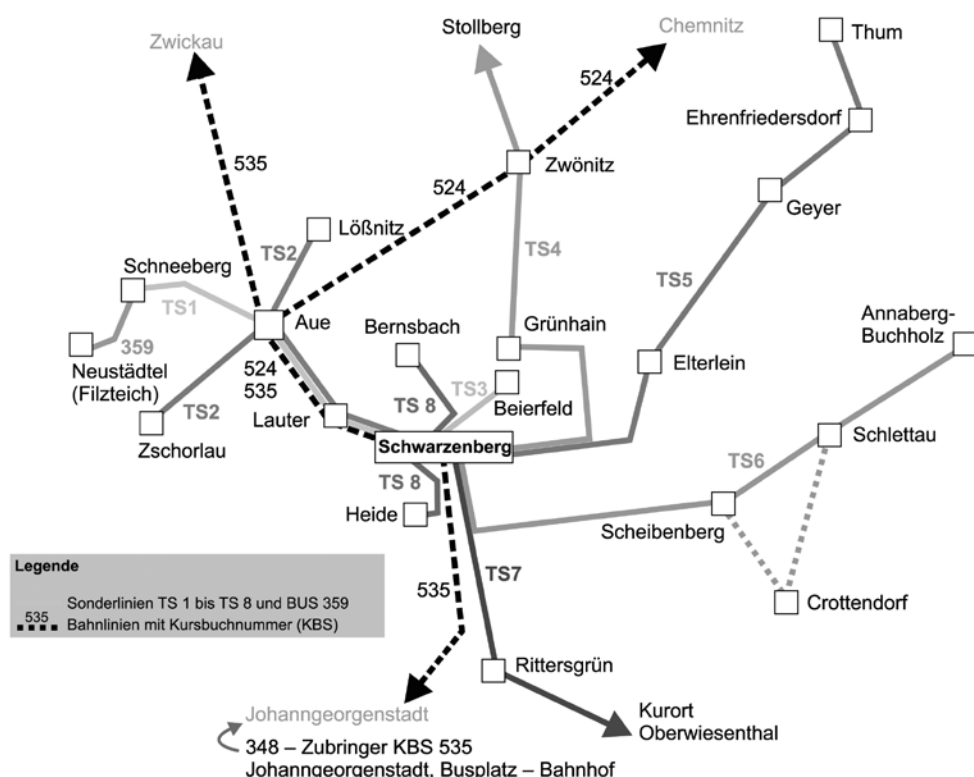 Zwickau
Stollberg
Chemnitz
Thum
524
Ehrenfriedersdorf
535
Zwönitz
524
Geyer
Lößnitz
TS2
TS4
Schneeberg
TS1
TS5
Aue
Bernsbach
Grünhain
Annaberg-
Buchholz
359
Neustädtel
(Filzteich)
524
535
Elterlein
TS3
Beierfeld
TS2
Lauter
TS 8
Zschorlau
Schwarzenberg
Schlettau
TS6
TS 8
Heide
Scheibenberg
Legende
Sonderlinien TS 1 bis TS 8 und BUS 359
535
Bahnlinien mit Kursbuchnummer (KBS)
535
TS7
Crottendorf
Rittersgrün
Johanngeorgenstadt
Kurort
Oberwiesenthal
348 – Zubringer KBS 535
Johanngeorgenstadt, Busplatz – Bahnhof